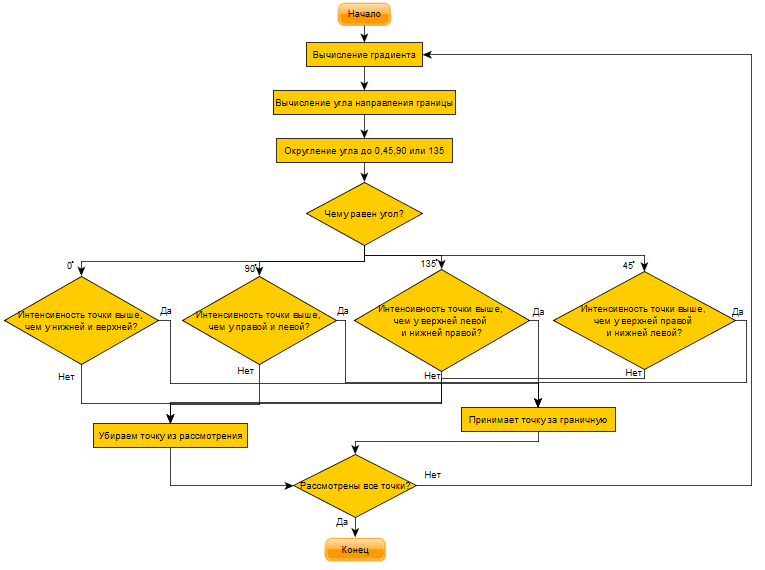 Начало
Вычисление градиента
Вычисление угла направления границы
Округление угла до 0,45,90 или 135
Чему равен угол?
0°
90°
135°
45°
Интенсивность точки выше,
чем у нижней и верхней?
Да
Нет
Интенсивность точки выше,
чем у правой и левой?
Да
Нет
Интенсивность точки выше,
чем у верхней левой
и нижней правой?
Да
Нет
Интенсивность точки выше,
чем у верхней правой
и нижней левой?
Да
Нет
Убираем точку из рассмотрения
Принимает точку за граничную
Рассмотрены все точки?
Нет
Да
Конец